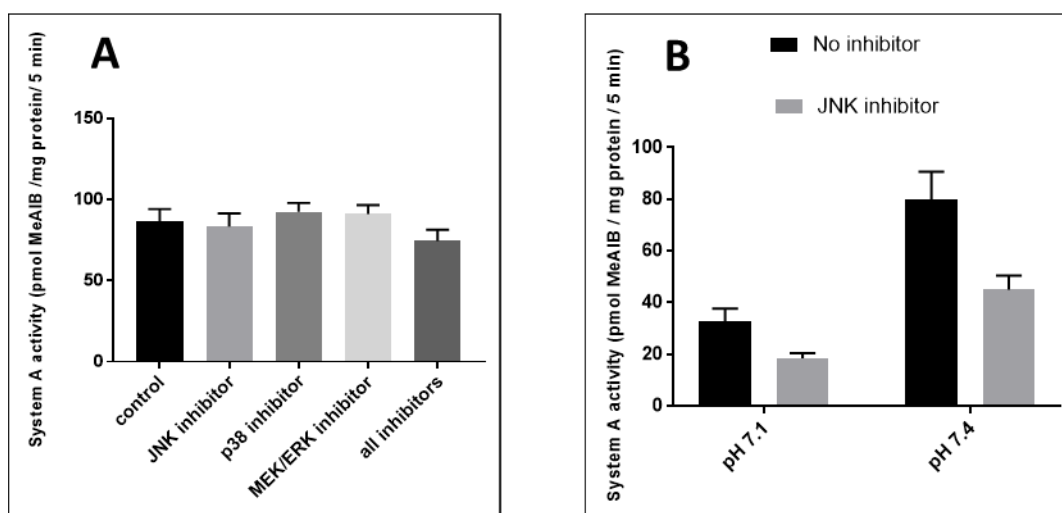 A
System A activity (pmol MeAIB /mg protein/ 5 min)
150
100
50
0
control
JNK inhibitor
p38 inhibitor
MEK/ERK inhibitor
all inhibitors
B
No inhibitor
JNK inhibitor
System A activity (pmol MeAIB / mg protein / 5 min)
100
80
60
40
20
0
pH 7.1
pH 7.4